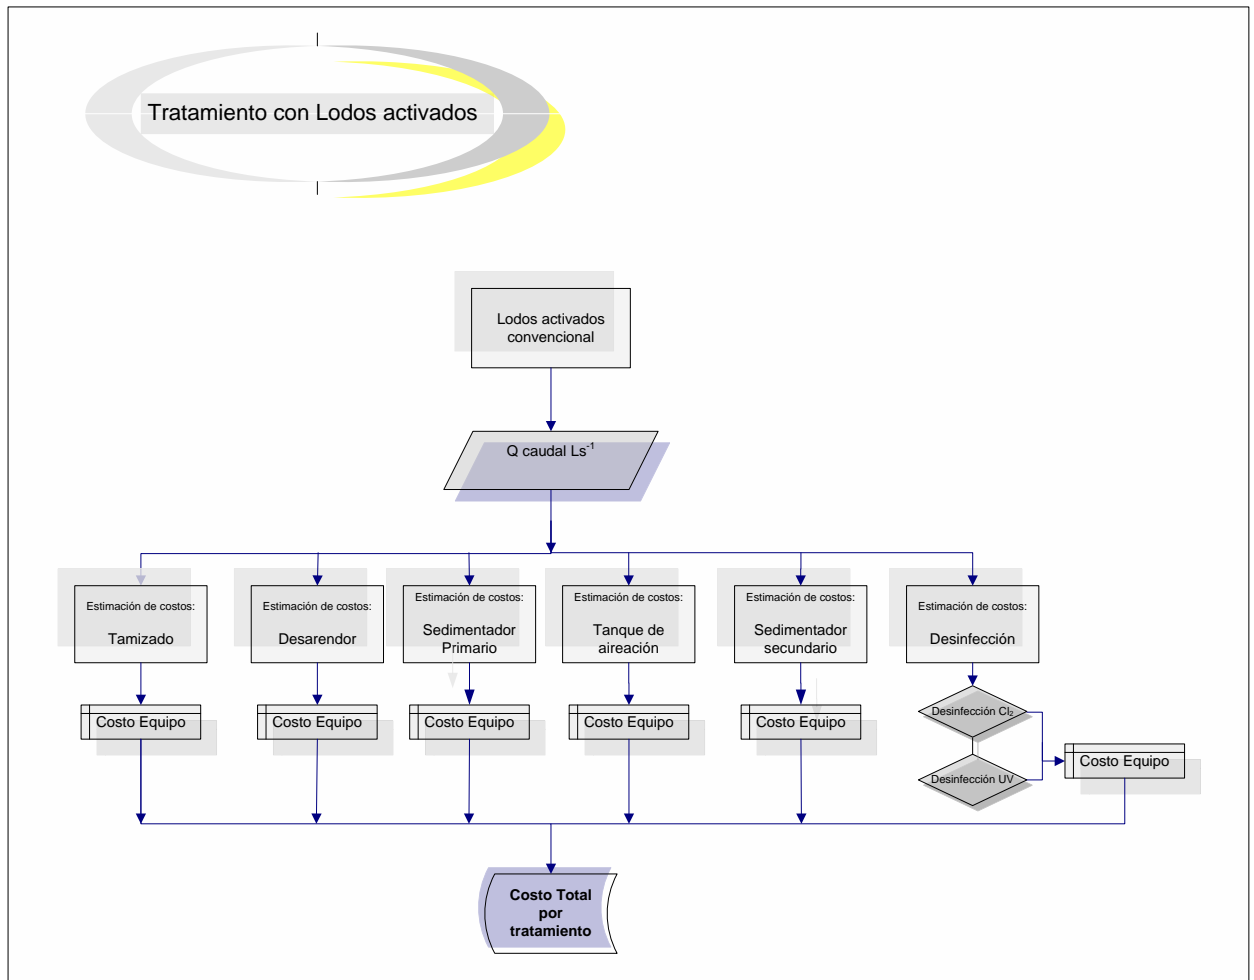 Tratamiento con Lodos activados
Lodos activados
convencional
Q caudal Ls⁻¹
Estimación de costos:
Tamizado
Estimación de costos:
Desarendor
Estimación de costos:
Sedimentador
Primario
Estimación de costos:
Tanque de
aireación
Estimación de costos:
Sedimentador
secundario
Estimación de costos:
Desinfección
Costo Equipo
Costo Equipo
Costo Equipo
Costo Equipo
Costo Equipo
Desinfección Cl₂
Desinfección UV
Costo Equipo
Costo Total
por
tratamiento